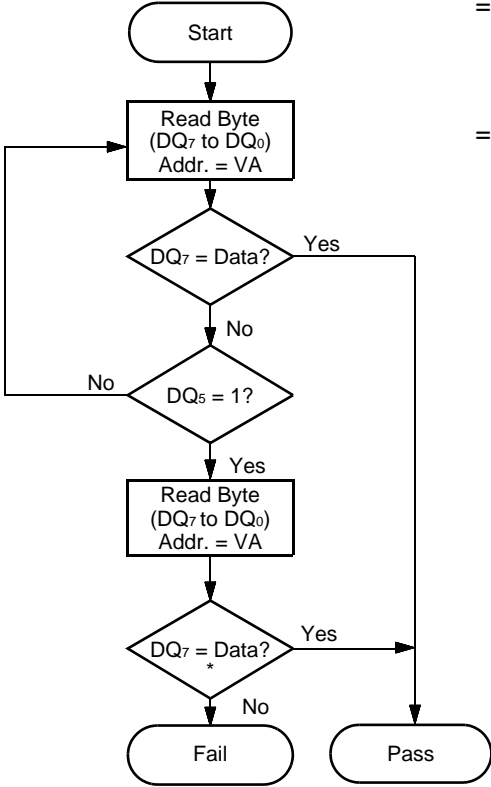 Start
=
Read Byte
(DQ7 to DQ0)
Addr. = VA
=
DQ7 = Data?
Yes
No
DQ5 = 1?
No
Yes
Read Byte
(DQ7 to DQ0)
Addr. = VA
DQ7 = Data?
*
Yes
No
Fail
Pass